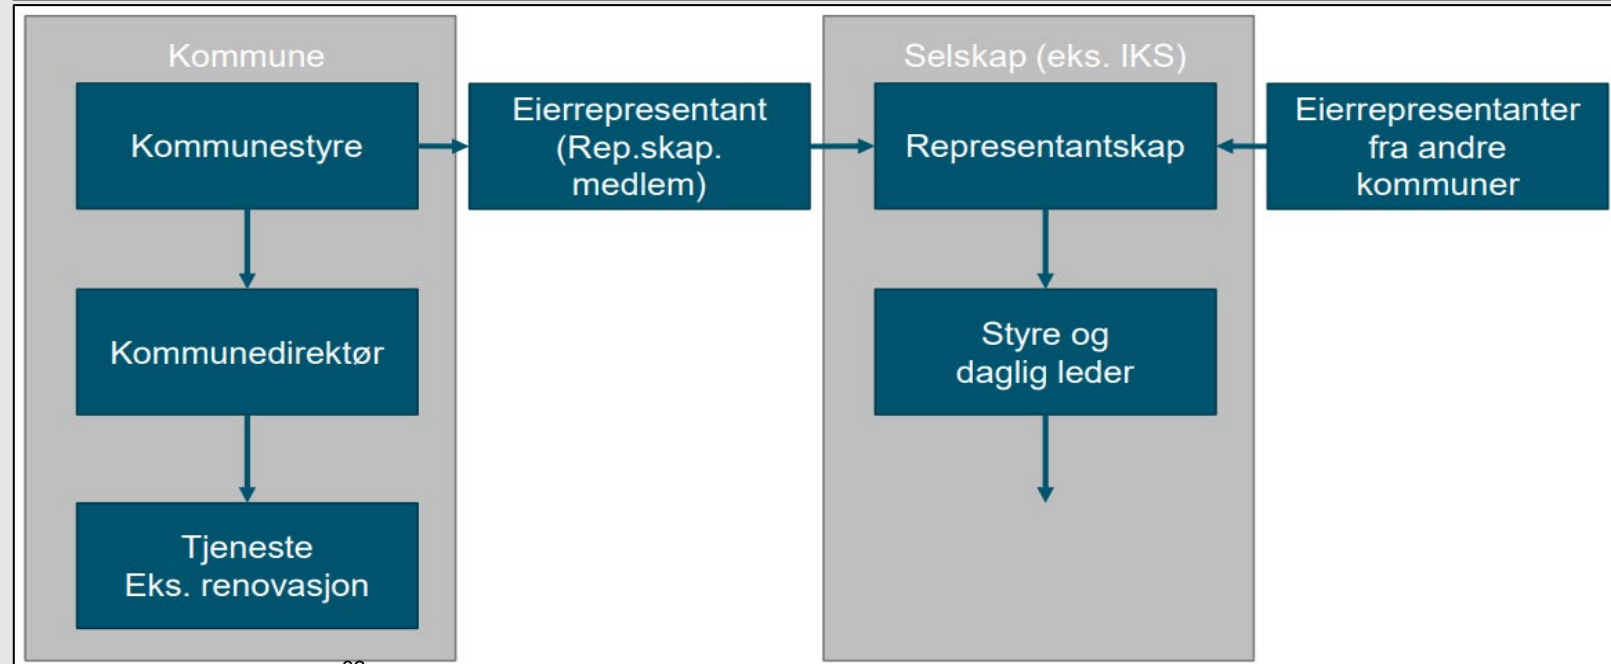 Kommune
Kommunestyre
Kommunedirektør
Tjeneste
Eks. renovasjon
Eierrepresentant
(Rep.skap.
medlem)
Selskap (eks. IKS)
Representantskap
Styre og
daglig leder
Eierrepresentanter
fra andre
kommuner